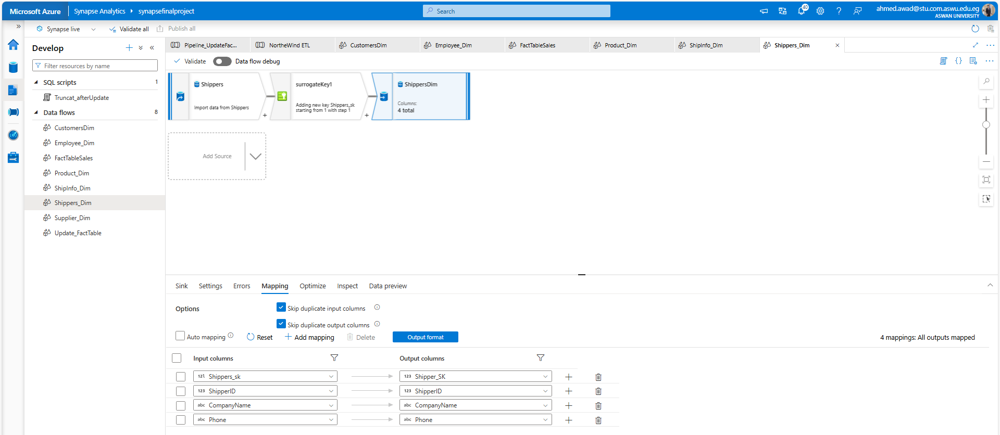 Microsoft Azure
Synapse Analytics
synapsefinalproject
Search
40
?
ahmed.awad@stu.com.aswu.edu.eg
ASWAN UNIVERSITY
Synapse live
Validate all
Publish all
Develop
Filter resources by name
SQL scripts
1
Truncat_afterUpdate
Data flows
8
CustomersDim
Employee_Dim
FactTableSales
Product_Dim
ShipInfo_Dim
Shippers_Dim
Supplier_Dim
Update_FactTable
Pipeline_UpdateFac...
NortheWind ETL
CustomersDim
Employee_Dim
FactTableSales
Product_Dim
ShipInfo_Dim
Shippers_Dim
Validate
Data flow debug
Shippers
Import data from Shippers
surrogateKey1
Adding new key Shippers_sk
starting from 1 with step 1
ShippersDim
Columns:
4 total
Add Source
Sink
Settings
Errors
Mapping
Optimize
Inspect
Data preview
Options
Skip duplicate input columns
Skip duplicate output columns
Auto mapping
Reset
Add mapping
Delete
Output format
4 mappings: All outputs mapped
Input columns
Output columns
12l Shippers_sk
123 Shipper_SK
123 ShipperID
123 ShipperID
abc CompanyName
abc CompanyName
abc Phone
abc Phone